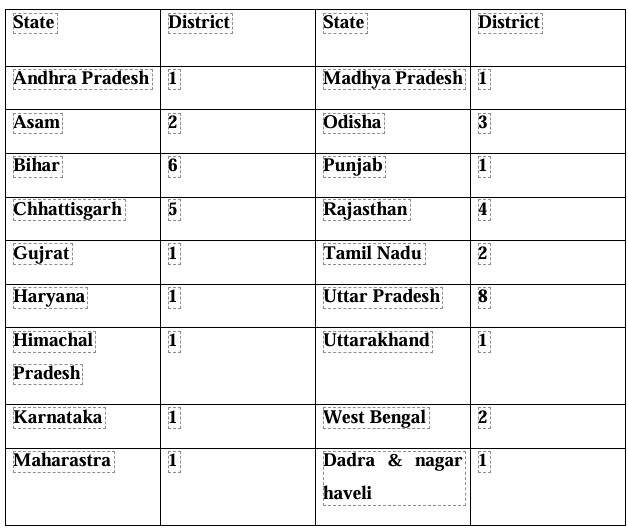 State District State District
Andhra Pradesh 1 Madhya Pradesh 1
Asam 2 Odisha 3
Bihar 6 Punjab 1
Chhattisgarh 5 Rajasthan 4
Gujrat 1 Tamil Nadu 2
Haryana 1 Uttar Pradesh 8
Himachal 1 Uttarakhand 1
Pradesh
Karnataka 1 West Bengal 2
Maharastra 1 Dadra & nagar 1
haveli